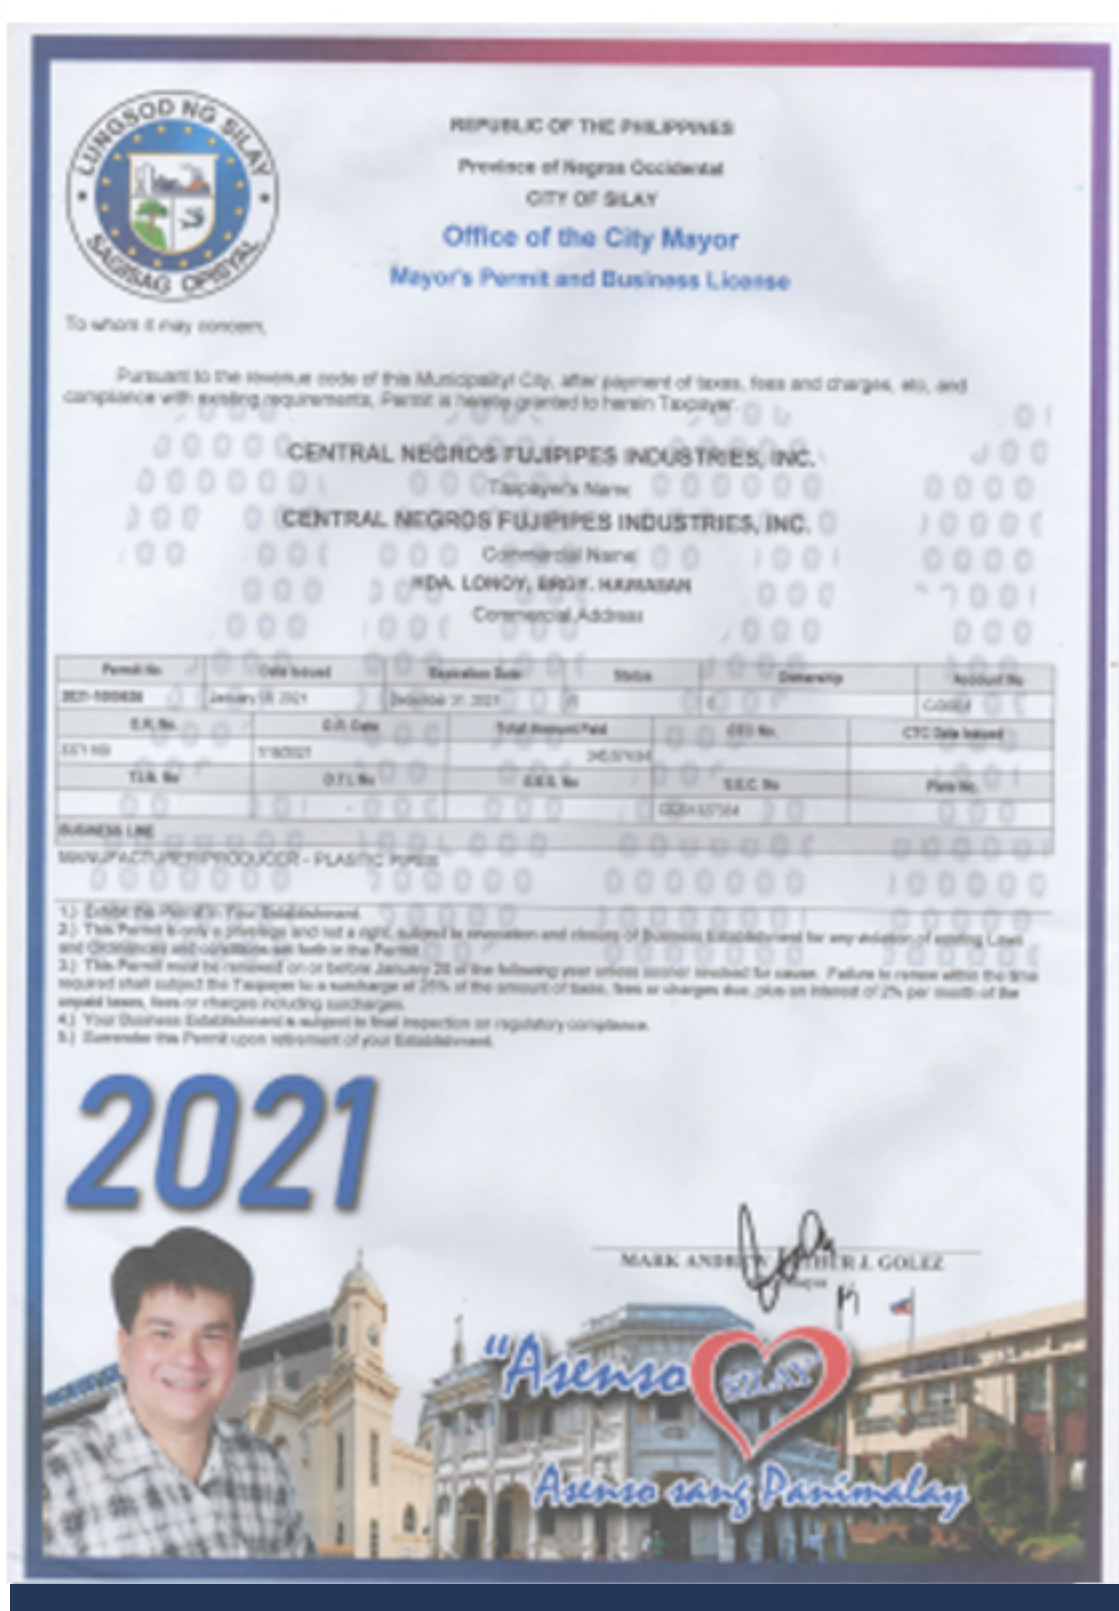 LUNGSOD NG SILAY
SAGISAG OPISYAL
REPUBLIC OF THE PHILIPPINES
Province of Negros Occidental
CITY OF SILAY
Office of the City Mayor
Mayor's Permit and Business License
To whom it may concern,
Pursuant to the revenue code of this Municipality/ City, after payment of taxes, fees and charges, etc, and
compliance with existing requirements, Permit is hereby granted to herein Taxpayer.
CENTRAL NEGROS FUJIPIPES INDUSTRIES, INC.
Taxpayer's Name
CENTRAL NEGROS FUJIPIPES INDUSTRIES, INC.
Commercial Name
HDA. LONOY, BRGY. HAWAIIAN
Commercial Address
Permit No Date Issued Expiration Date Status Ownership Account No
January 2021 December 31, 2021
O.R. Date Total Amount Paid CTC No. CTC Date Issued
T.I.N. No D.T.I. No S.S.S. No S.E.C. No Plate No.
BUSINESS LINE
MANUFACTURER/PRODUCER - PLASTIC PIPES
1.) Exhibit this Permit in Your Establishment.
2.) This Permit is only a privilege and not a right, subject to revocation and closure of Business Establishment for any violation of existing Laws
and Ordinances and conditions set forth in the Permit.
3.) This Permit must be renewed on or before January 20 of the following year unless sooner revoked for cause. Failure to renew within the time
required shall subject the Taxpayer to a surcharge of 25% of the amount of taxes, fees or charges due, plus an interest of 2% per month of the
unpaid taxes, fees or charges including surcharges.
4.) Your Business Establishment is subject to final inspection on regulatory compliance.
5.) Surrender this Permit upon retirement of your Establishment.
2021
MARK ANDREW ARTHUR J. GOLEZ
Mayor
"Asenso SILAY"
Asenso sang Panimalay